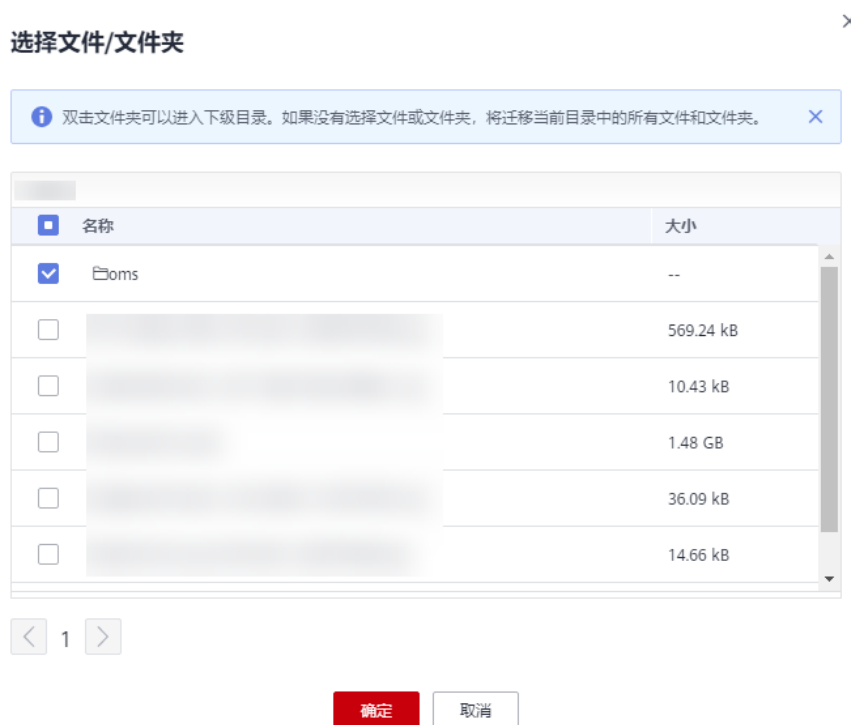 选择文件/文件夹
双击文件夹可以进入下级目录。如果没有选择文件或文件夹，将迁移当前目录中的所有文件和文件夹。
名称 大小
oms --
569.24 kB
10.43 kB
1.48 GB
36.09 kB
14.66 kB
1
确定 取消